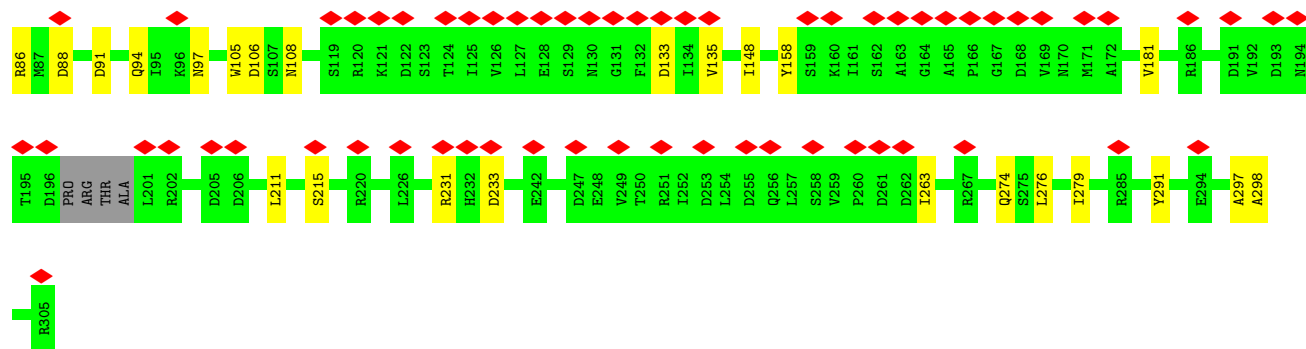 R86 M87 D88 D91 Q94 I95 K96 N97 W105 D106 S107 N108 S119 R120 K121 D122 S123 T124 I125 V126 L127 E128 S129 N130 G131 F132 D133 I134 V135 I148 Y158 S159 K160 I161 S162 A163 G164 A165 P166 G167 D168 V169 N170 M171 A172 V181 R186 D191 V192 D193 N194
T195 D196 PRO ARG THR ALA L201 R202 D205 D206 L211 S215 R220 L226 R231 H232 D233 E242 D247 E248 V249 T250 R251 I252 D253 L254 D255 Q256 L257 S258 V259 P260 D261 D262 I263 R267 Q274 S275 L276 I279 R285 Y291 E294 A297 A298
R305